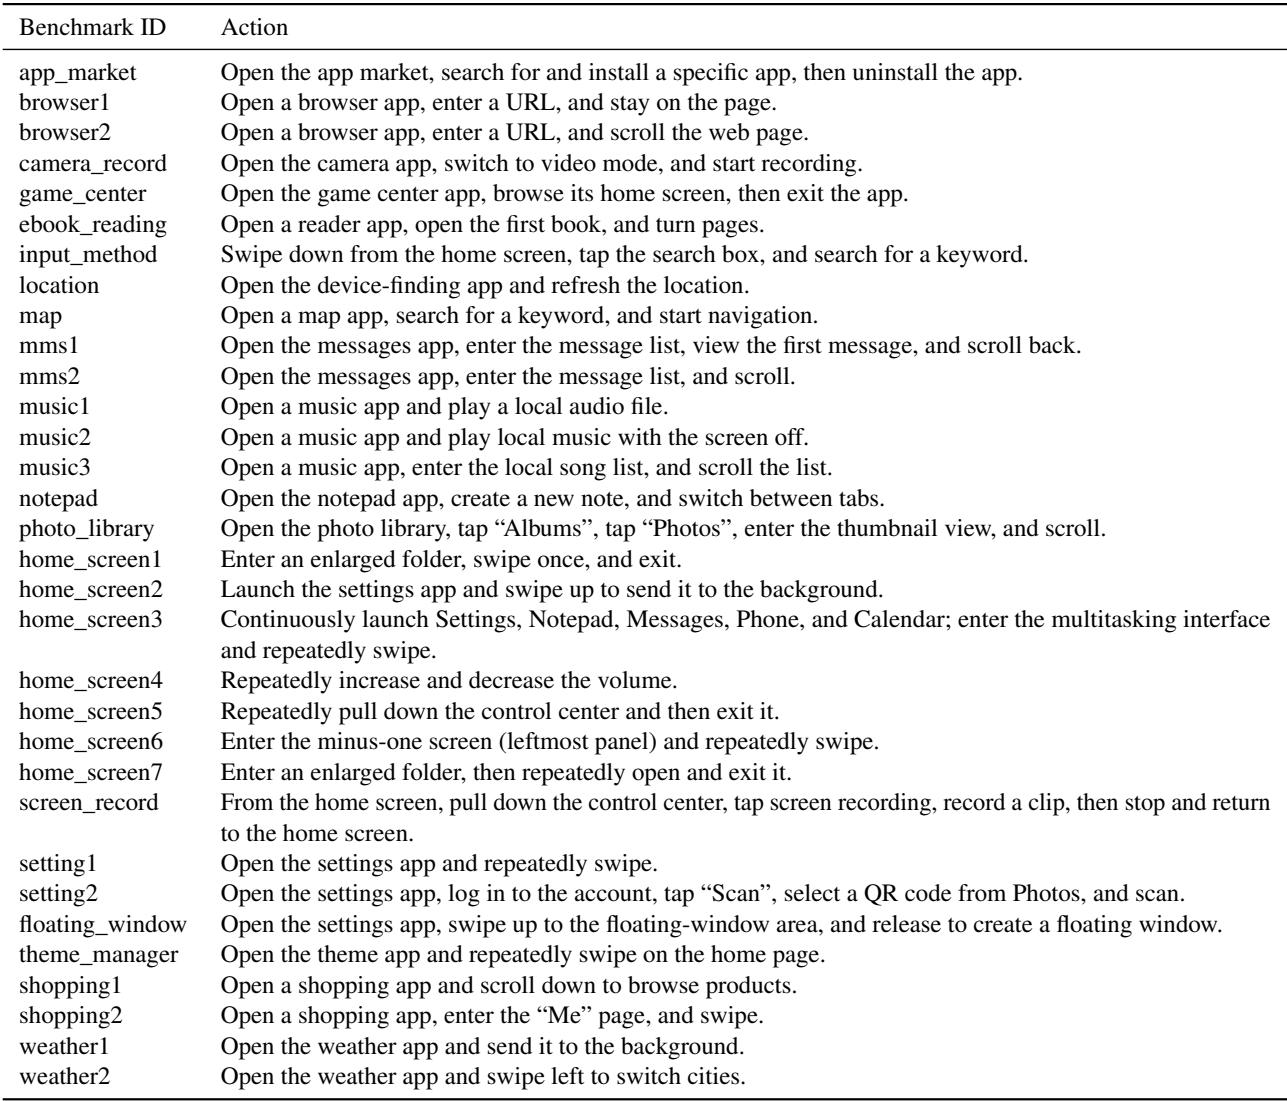 Benchmark ID Action
app_market Open the app market, search for and install a specific app, then uninstall the app.
browser1 Open a browser app, enter a URL, and stay on the page.
browser2 Open a browser app, enter a URL, and scroll the web page.
camera_record Open the camera app, switch to video mode, and start recording.
game_center Open the game center app, browse its home screen, then exit the app.
ebook_reading Open a reader app, open the first book, and turn pages.
input_method Swipe down from the home screen, tap the search box, and search for a keyword.
location Open the device-finding app and refresh the location.
map Open a map app, search for a keyword, and start navigation.
mms1 Open the messages app, enter the message list, view the first message, and scroll back.
mms2 Open the messages app, enter the message list, and scroll.
music1 Open a music app and play a local audio file.
music2 Open a music app and play local music with the screen off.
music3 Open a music app, enter the local song list, and scroll the list.
notepad Open the notepad app, create a new note, and switch between tabs.
photo_library Open the photo library, tap “Albums”, tap “Photos”, enter the thumbnail view, and scroll.
home_screen1 Enter an enlarged folder, swipe once, and exit.
home_screen2 Launch the settings app and swipe up to send it to the background.
home_screen3 Continuously launch Settings, Notepad, Messages, Phone, and Calendar; enter the multitasking interface
and repeatedly swipe.
home_screen4 Repeatedly increase and decrease the volume.
home_screen5 Repeatedly pull down the control center and then exit it.
home_screen6 Enter the minus-one screen (leftmost panel) and repeatedly swipe.
home_screen7 Enter an enlarged folder, then repeatedly open and exit it.
screen_record From the home screen, pull down the control center, tap screen recording, record a clip, then stop and return
to the home screen.
setting1 Open the settings app and repeatedly swipe.
setting2 Open the settings app, log in to the account, tap “Scan”, select a QR code from Photos, and scan.
floating_window Open the settings app, swipe up to the floating-window area, and release to create a floating window.
theme_manager Open the theme app and repeatedly swipe on the home page.
shopping1 Open a shopping app and scroll down to browse products.
shopping2 Open a shopping app, enter the “Me” page, and swipe.
weather1 Open the weather app and send it to the background.
weather2 Open the weather app and swipe left to switch cities.